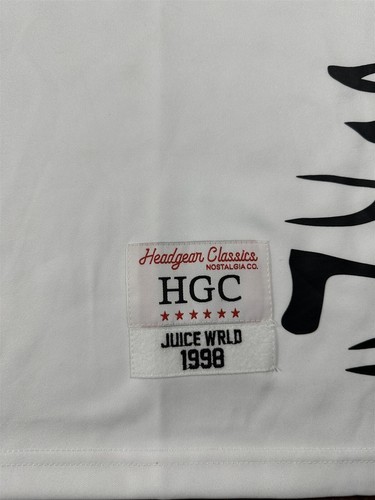 Headgear Classics
NOSTALGIA CO.
HGC
JUICE WRLD
1998